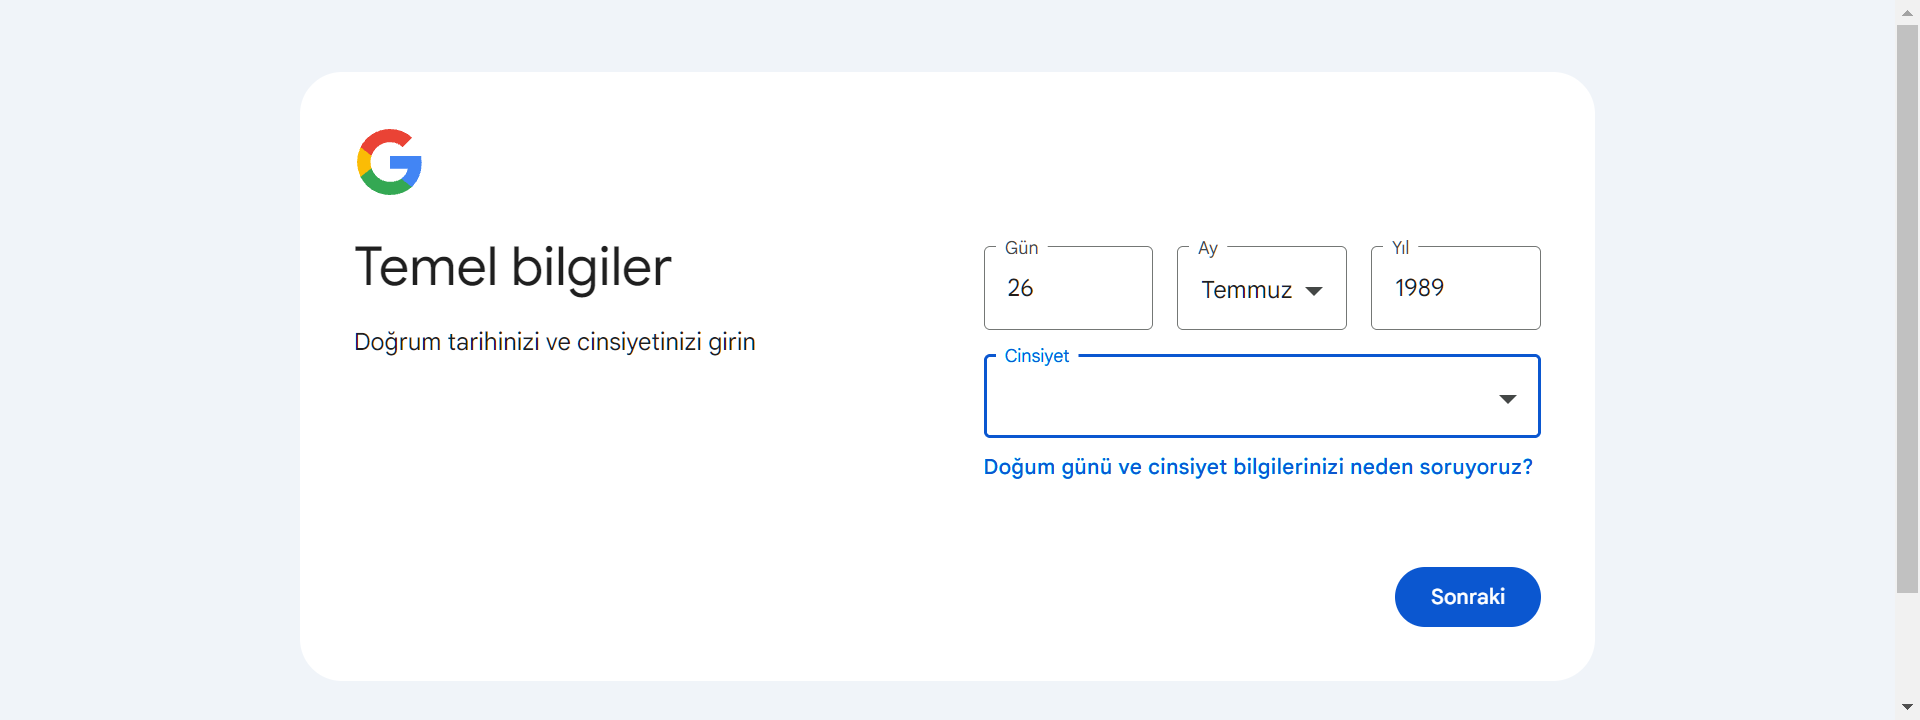 Temel bilgiler
Doğrum tarihinizi ve cinsiyetinizi girin
Gün
26
Ay
Temmuz
Yıl
1989
Cinsiyet
Doğum günü ve cinsiyet bilgilerinizi neden soruyoruz?
Sonraki